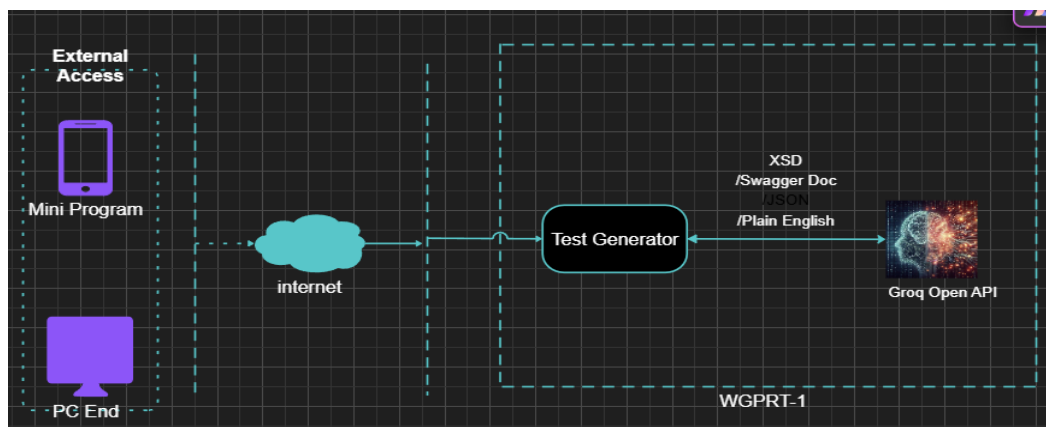 External
Access
Mini Program
PC End
internet
Test Generator
XSD
/Swagger Doc
/JSON
/Plain English
Groq Open API
WGPRT-1